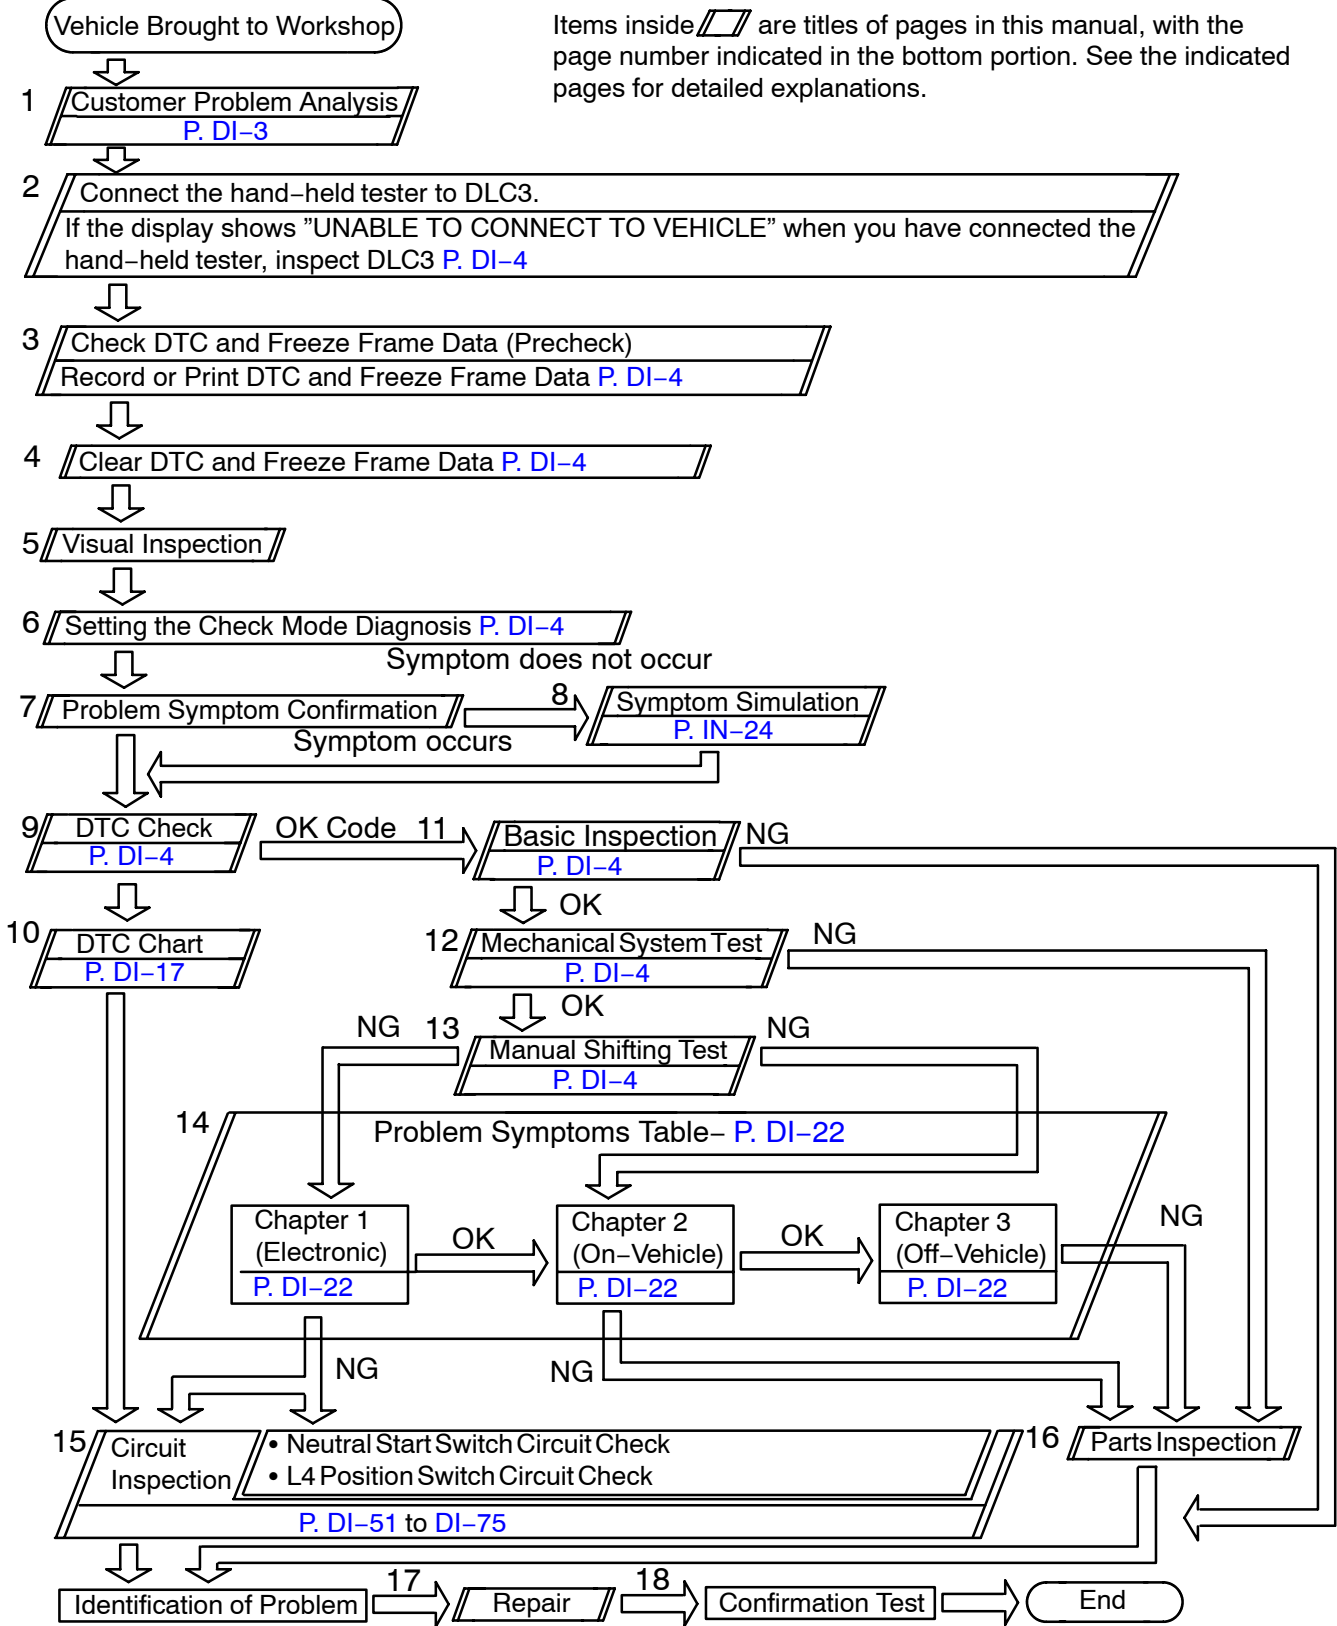 Vehicle Brought to Workshop
Items inside are titles of pages in this manual, with the
page number indicated in the bottom portion. See the indicated
pages for detailed explanations.
1
Customer Problem Analysis
P. DI–3
2
Connect the hand–held tester to DLC3.
If the display shows ”UNABLE TO CONNECT TO VEHICLE” when you have connected the
hand–held tester, inspect DLC3 P. DI–4
3
Check DTC and Freeze Frame Data (Precheck)
Record or Print DTC and Freeze Frame Data P. DI–4
4
Clear DTC and Freeze Frame Data P. DI–4
5
Visual Inspection
6
Setting the Check Mode Diagnosis P. DI–4
Symptom does not occur
7
Problem Symptom Confirmation
8
Symptom Simulation
P. IN–24
Symptom occurs
9
DTC Check
P. DI–4
OK Code
11
Basic Inspection
P. DI–4
NG
OK
10
DTC Chart
P. DI–17
12
Mechanical System Test
P. DI–4
NG
OK
NG
13
Manual Shifting Test
P. DI–4
NG
14
Problem Symptoms Table– P. DI–22
Chapter 1
(Electronic)
P. DI–22
OK
Chapter 2
(On–Vehicle)
P. DI–22
OK
Chapter 3
(Off–Vehicle)
P. DI–22
NG
NG
NG
15
Circuit
Inspection
• Neutral Start Switch Circuit Check
• L4 Position Switch Circuit Check
P. DI–51 to DI–75
16
Parts Inspection
Identification of Problem
17
Repair
18
Confirmation Test
End